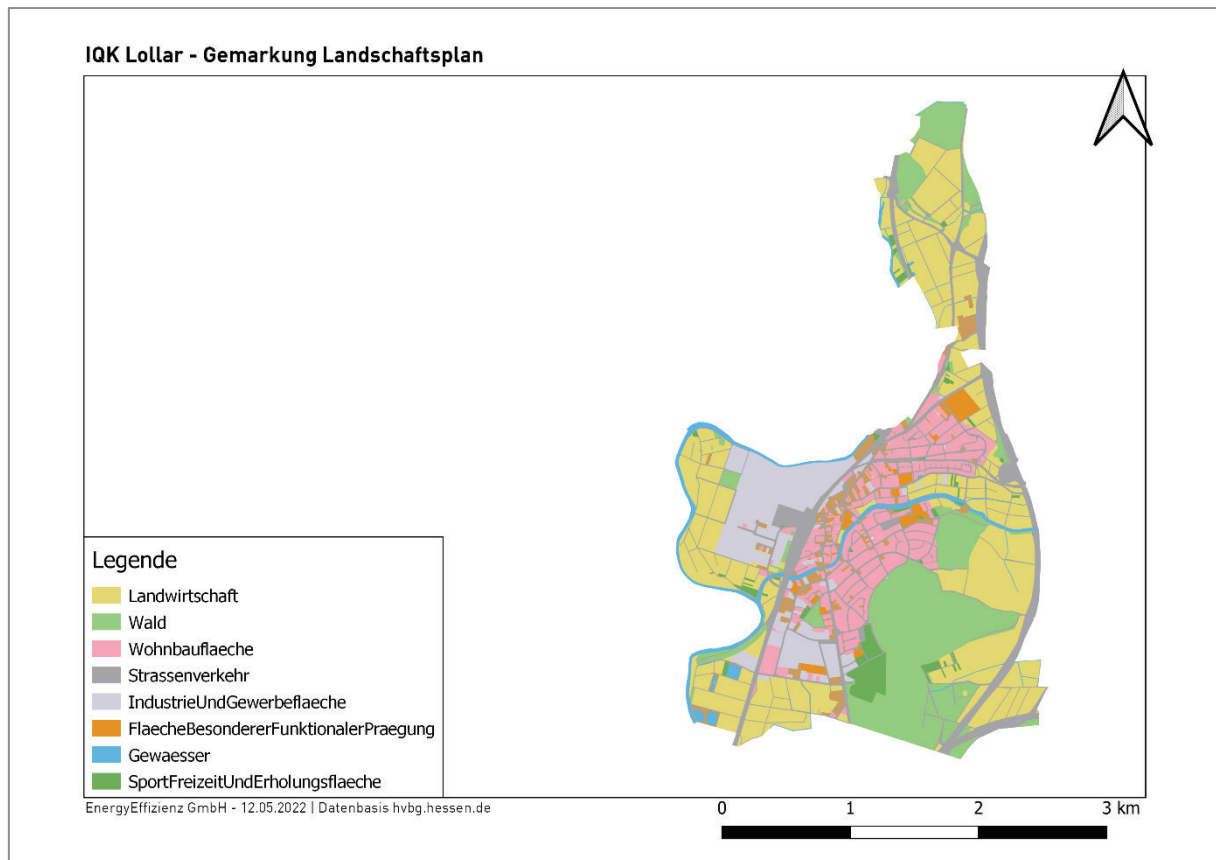 IQK Lollar - Gemarkung Landschaftsplan
Legende
Landwirtschaft
Wald
Wohnbauflaeche
Strassenverkehr
IndustrieUndGewerbeflaeche
FlaecheBesondererFunktionalerPraegung
Gewaesser
SportFreizeitUndErholungsflaeche
EnergyEffizienz GmbH - 12.05.2022 | Datenbasis hvbg.hessen.de
0 1 2 3 km